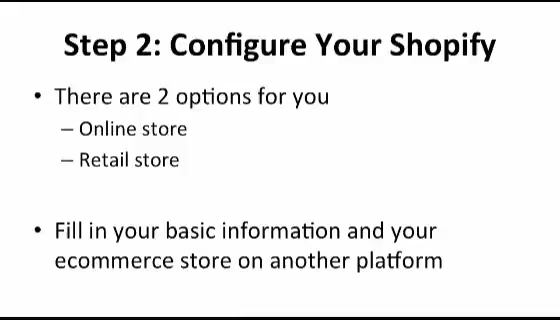 Step 2: Configure Your Shopify
• There are 2 options for you
– Online store
– Retail store
• Fill in your basic information and your
ecommerce store on another platform